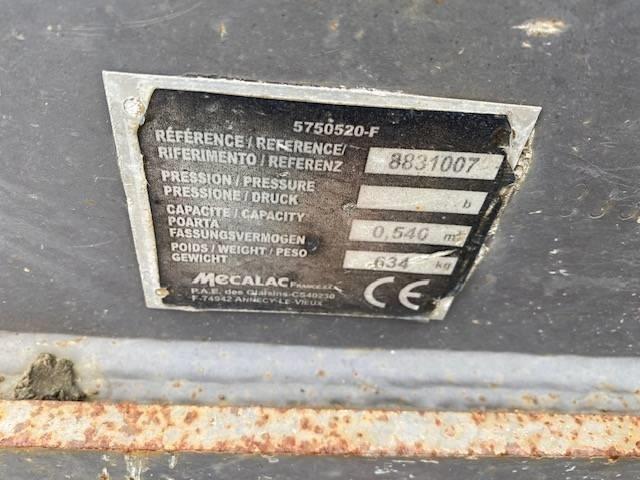 5750520-F
RÉFÉRENCE / REFERENCE/ 8831007
RIFERIMENTO / REFERENZ
PRESSION / PRESSURE
PRESSIONE / DRUCK b
CAPACITE / CAPACITY
POARTA 0,540 m³
FASSUNGSVERMOGEN
POIDS / WEIGHT / PESO 634 kg
GEWICHT
MECALAC FRANCE S.A. CE
P.A.E. des Glaisins-CS40230
F-74942 ANNECY-LE-VIEUX